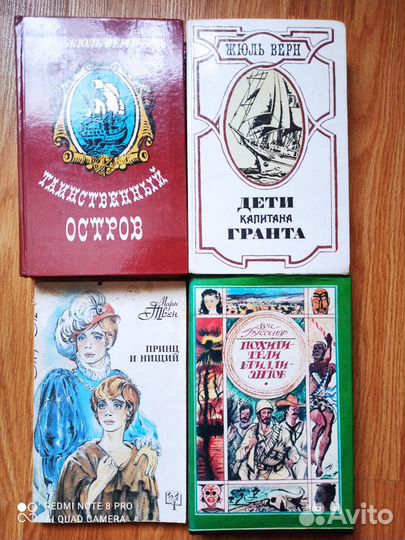 ЖЮЛЬ ВЕРН
ТАИНСТВЕННЫЙ
ОСТРОВ
ЖЮЛЬ ВЕРН
ДЕТИ
КАПИТАНА
ГРАНТА
Марк
Твен
ПРИНЦ
И НИЩИЙ
Луи
Буссенар
ПОХИТИ-
ТЕЛИ
БРИЛЛИ-
АНТОВ
REDMI NOTE 8 PRO
AI QUAD CAMERA
Avito